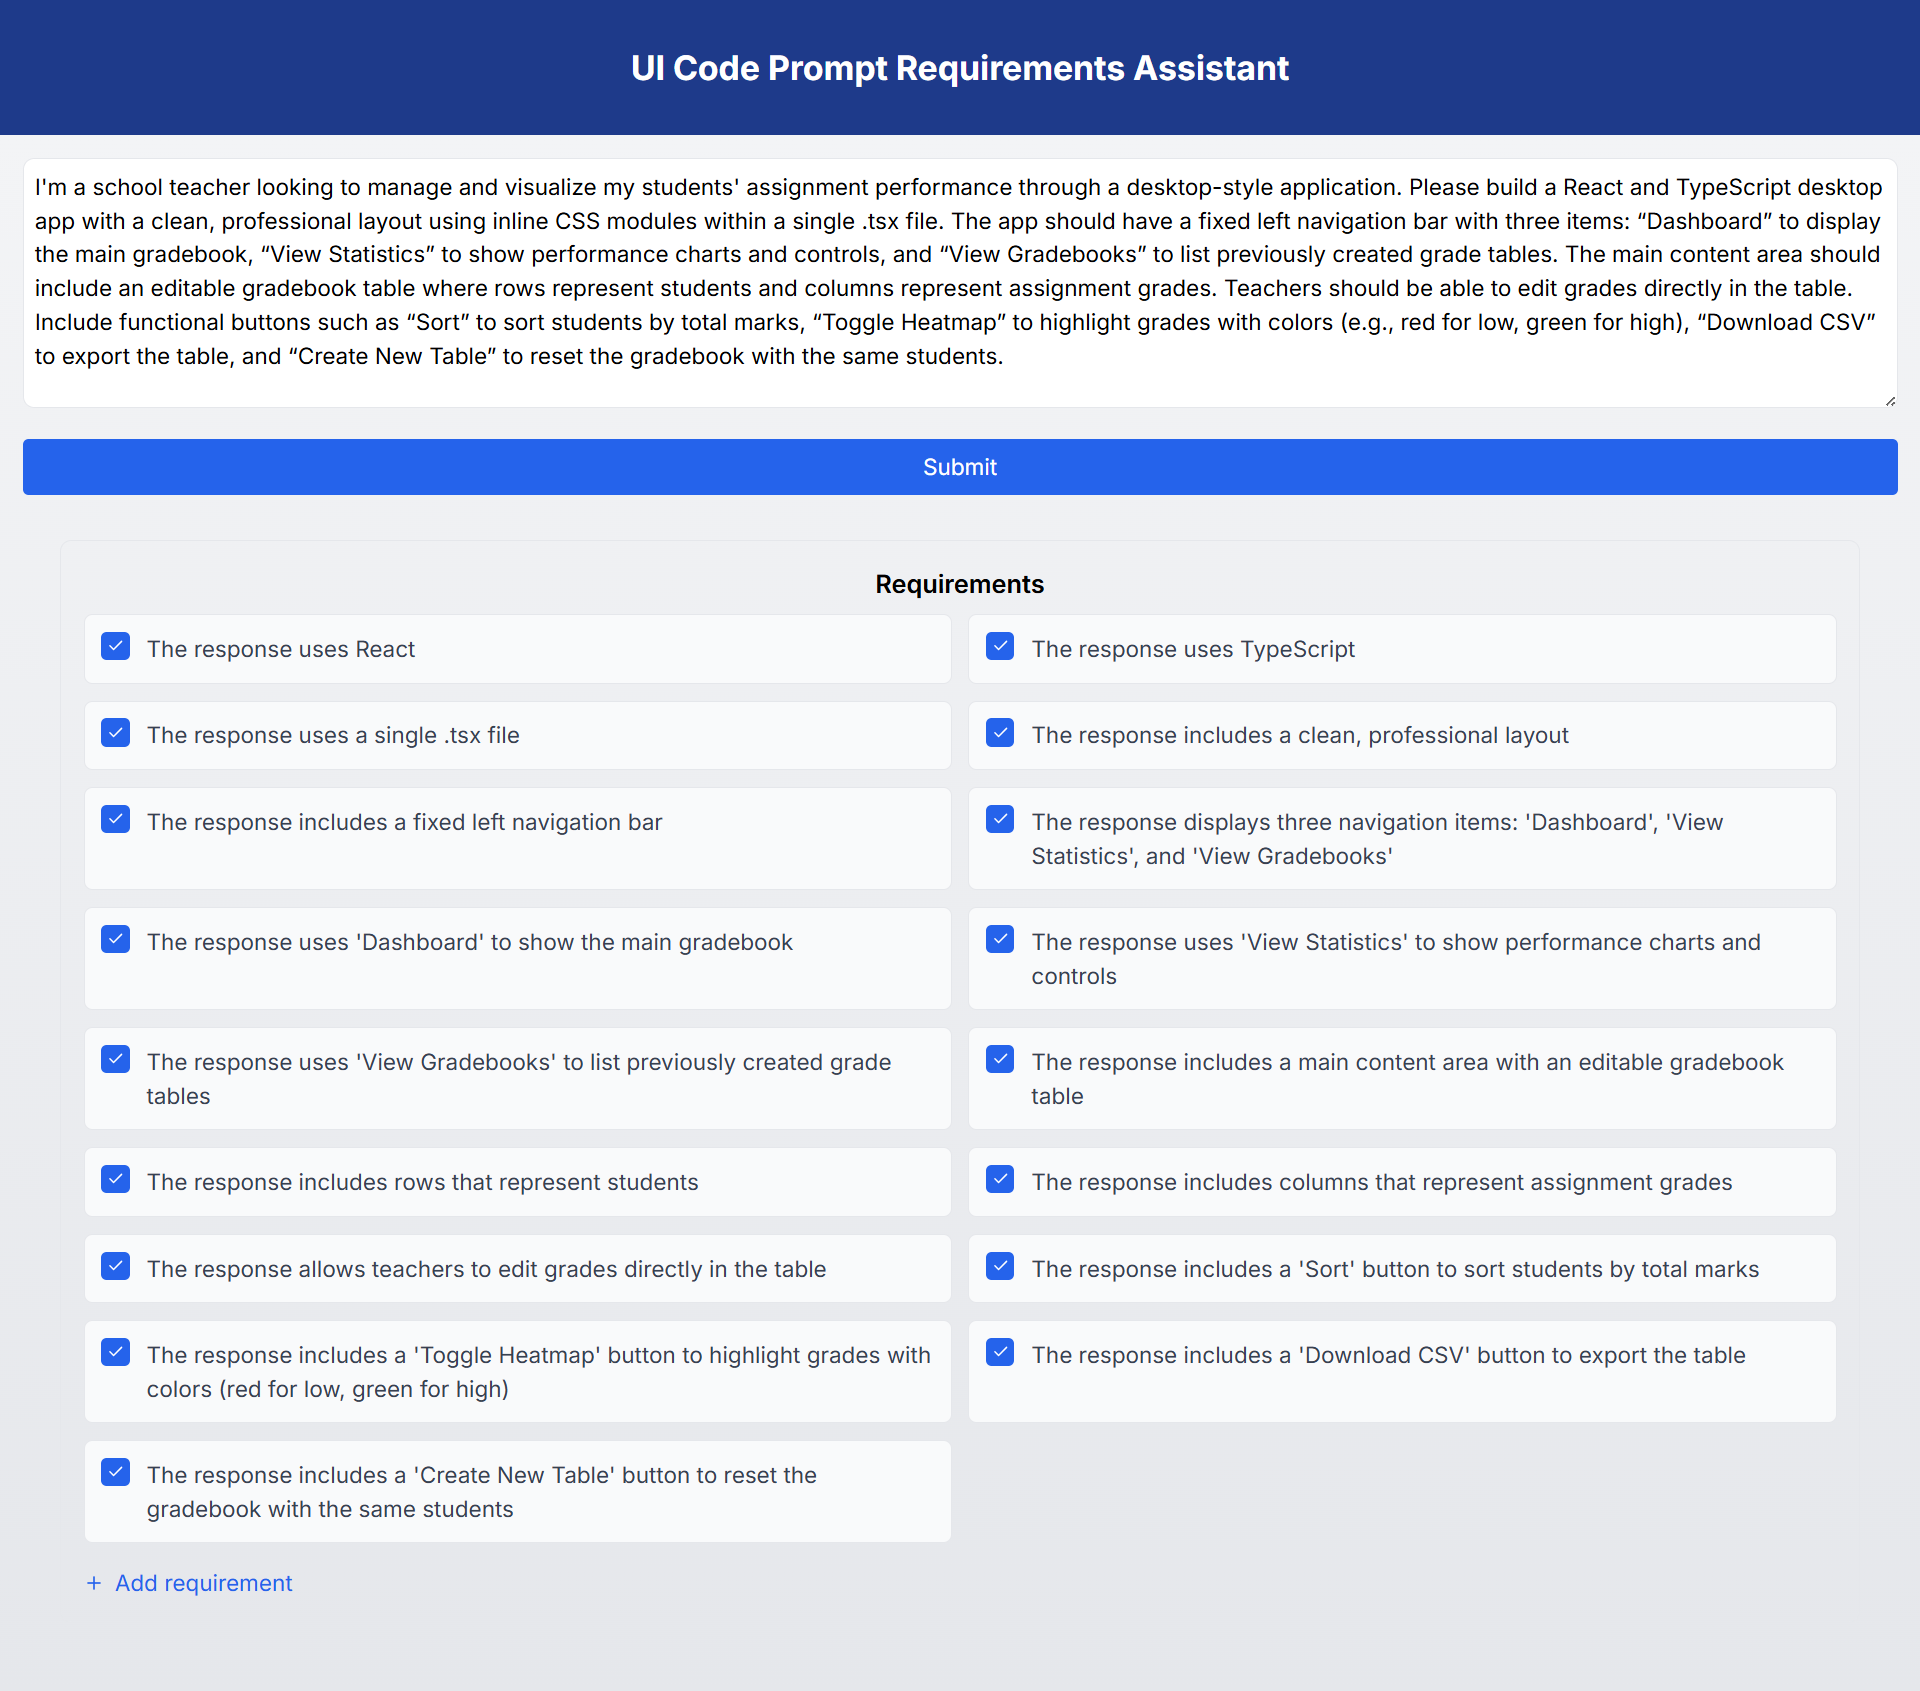 UI Code Prompt Requirements Assistant
I'm a school teacher looking to manage and visualize my students' assignment performance through a desktop-style application. Please build a React and TypeScript desktop
app with a clean, professional layout using inline CSS modules within a single .tsx file. The app should have a fixed left navigation bar with three items: “Dashboard” to display
the main gradebook, “View Statistics” to show performance charts and controls, and “View Gradebooks” to list previously created grade tables. The main content area should
include an editable gradebook table where rows represent students and columns represent assignment grades. Teachers should be able to edit grades directly in the table.
Include functional buttons such as “Sort” to sort students by total marks, “Toggle Heatmap” to highlight grades with colors (e.g., red for low, green for high), “Download CSV”
to export the table, and “Create New Table” to reset the gradebook with the same students.
Submit
Requirements
The response uses React
The response uses TypeScript
The response uses a single .tsx file
The response includes a clean, professional layout
The response includes a fixed left navigation bar
The response displays three navigation items: 'Dashboard', 'View
Statistics', and 'View Gradebooks'
The response uses 'Dashboard' to show the main gradebook
The response uses 'View Statistics' to show performance charts and
controls
The response uses 'View Gradebooks' to list previously created grade
tables
The response includes a main content area with an editable gradebook
table
The response includes rows that represent students
The response includes columns that represent assignment grades
The response allows teachers to edit grades directly in the table
The response includes a 'Sort' button to sort students by total marks
The response includes a 'Toggle Heatmap' button to highlight grades with
colors (red for low, green for high)
The response includes a 'Download CSV' button to export the table
The response includes a 'Create New Table' button to reset the
gradebook with the same students
+ Add requirement